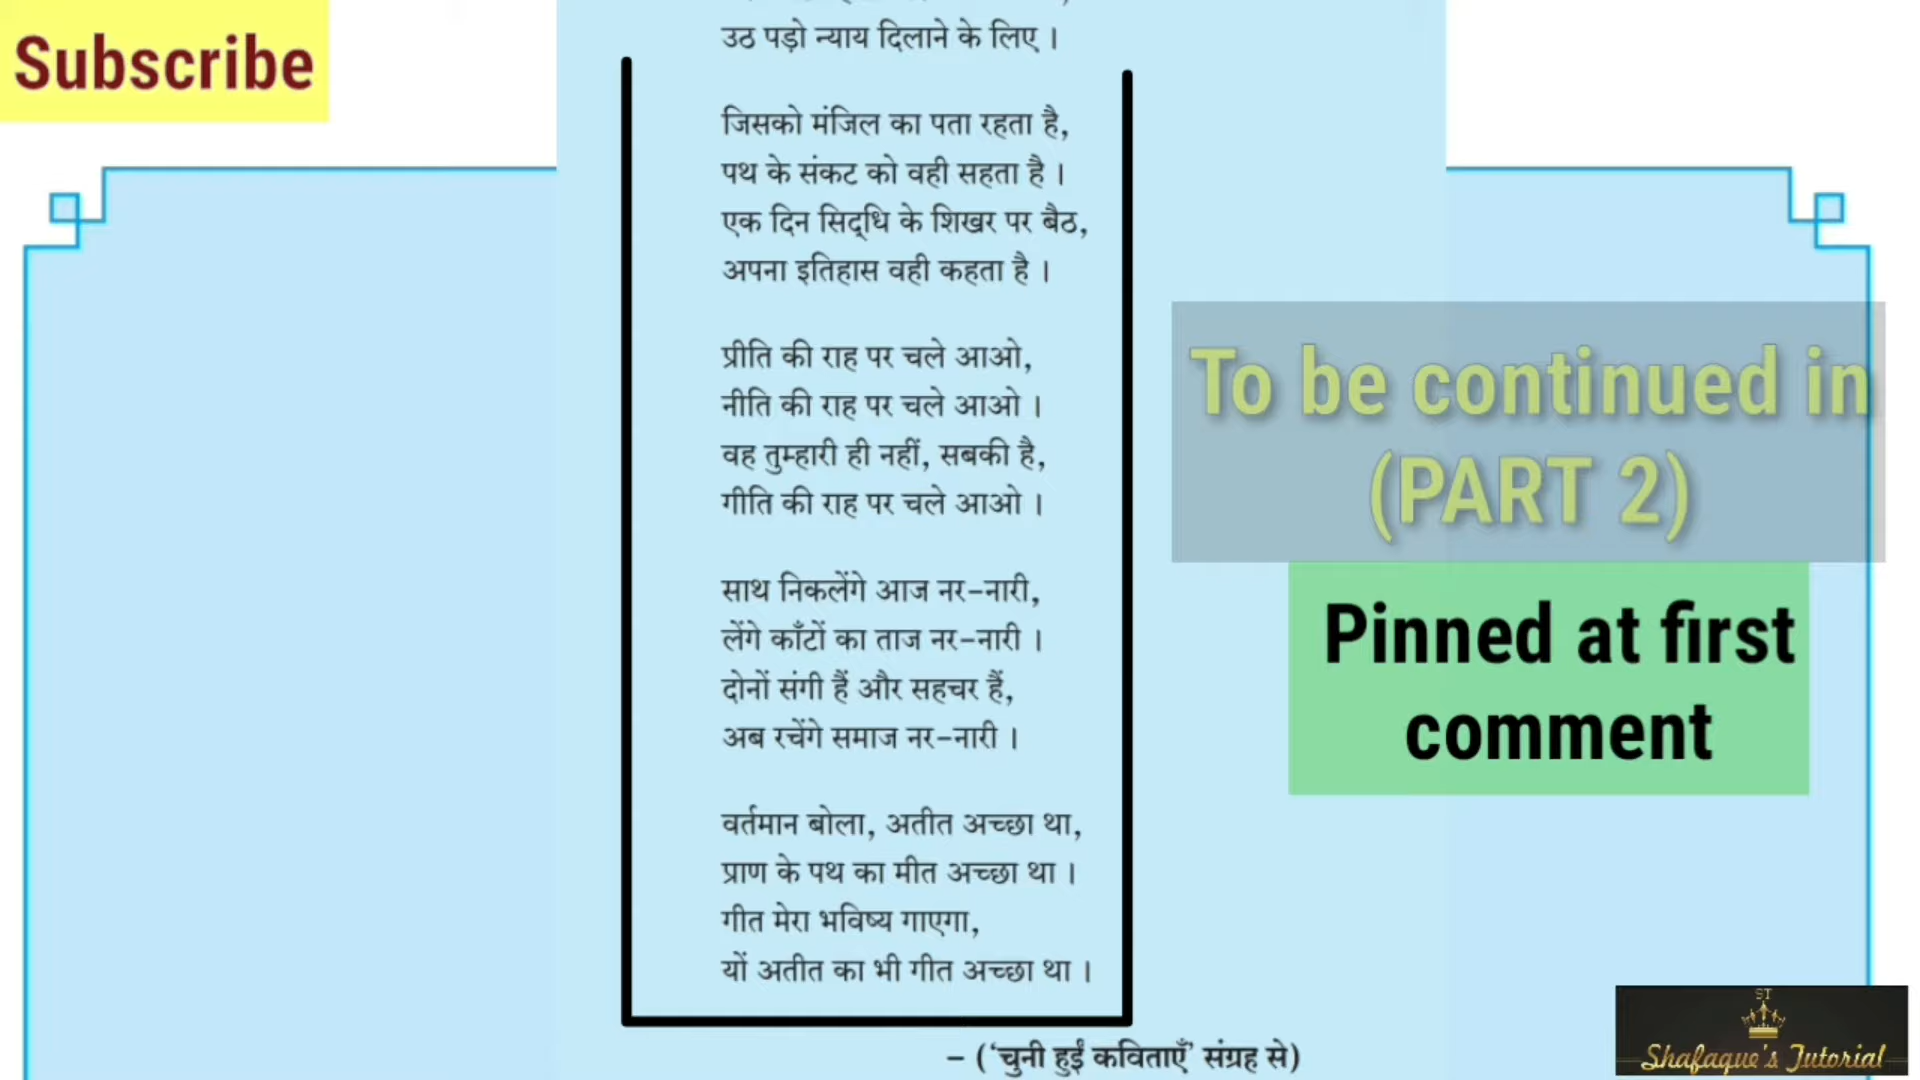 Subscribe
उठ पड़ो न्याय दिलाने के लिए ।
जिसको मंजिल का पता रहता है,
पथ के संकट को वही सहता है ।
एक दिन सिद्‌धि के शिखर पर बैठ,
अपना इतिहास वही कहता है ।
प्रीति की राह पर चले आओ,
नीति की राह पर चले आओ ।
वह तुम्हारी ही नहीं, सबकी है,
गीति की राह पर चले आओ ।
साथ निकलेंगे आज नर-नारी,
लेंगे काँटों का ताज नर-नारी ।
दोनों संगी हैं और सहचर हैं,
अब रचेंगे समाज नर-नारी ।
वर्तमान बोला, अतीत अच्छा था,
प्राण के पथ का मीत अच्छा था ।
गीत मेरा भविष्य गाएगा,
यों अतीत का भी गीत अच्छा था ।
– (‘चुनी हुईं कविताएँ’ संग्रह से)
To be continued in
(PART 2)
Pinned at first
comment
ST
Shafaque's Tutorial